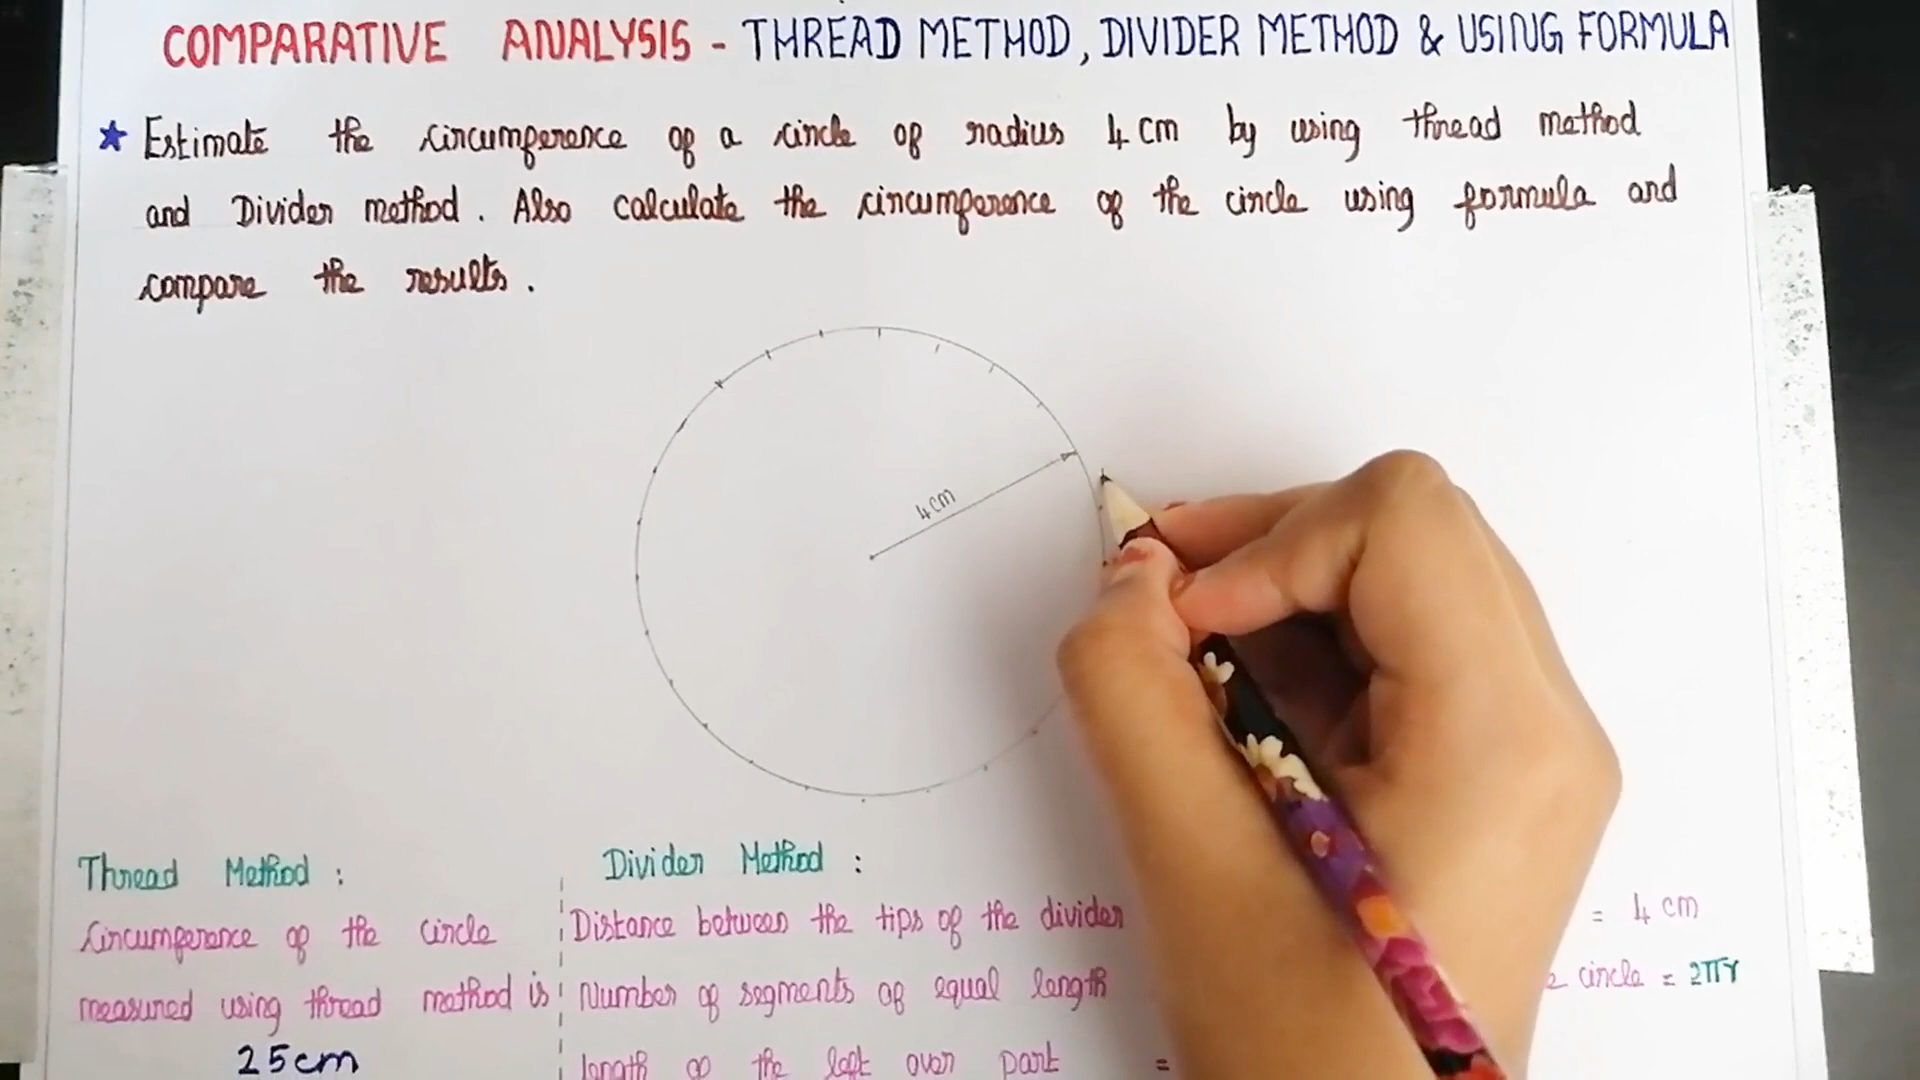 COMPARATIVE ANALYSIS - THREAD METHOD, DIVIDER METHOD & USING FORMULA
★ Estimate the circumference of a circle of radius 4 cm by using thread method
and Divider method. Also calculate the circumference of the circle using formula and
compare the results.
4 cm
Thread Method :
Circumference of the circle
measured using thread method is
25 cm
Divider Method :
Distance between the tips of the divider
Number of segments of equal length
length of the left over part =
= 4 cm
circle = 2πr